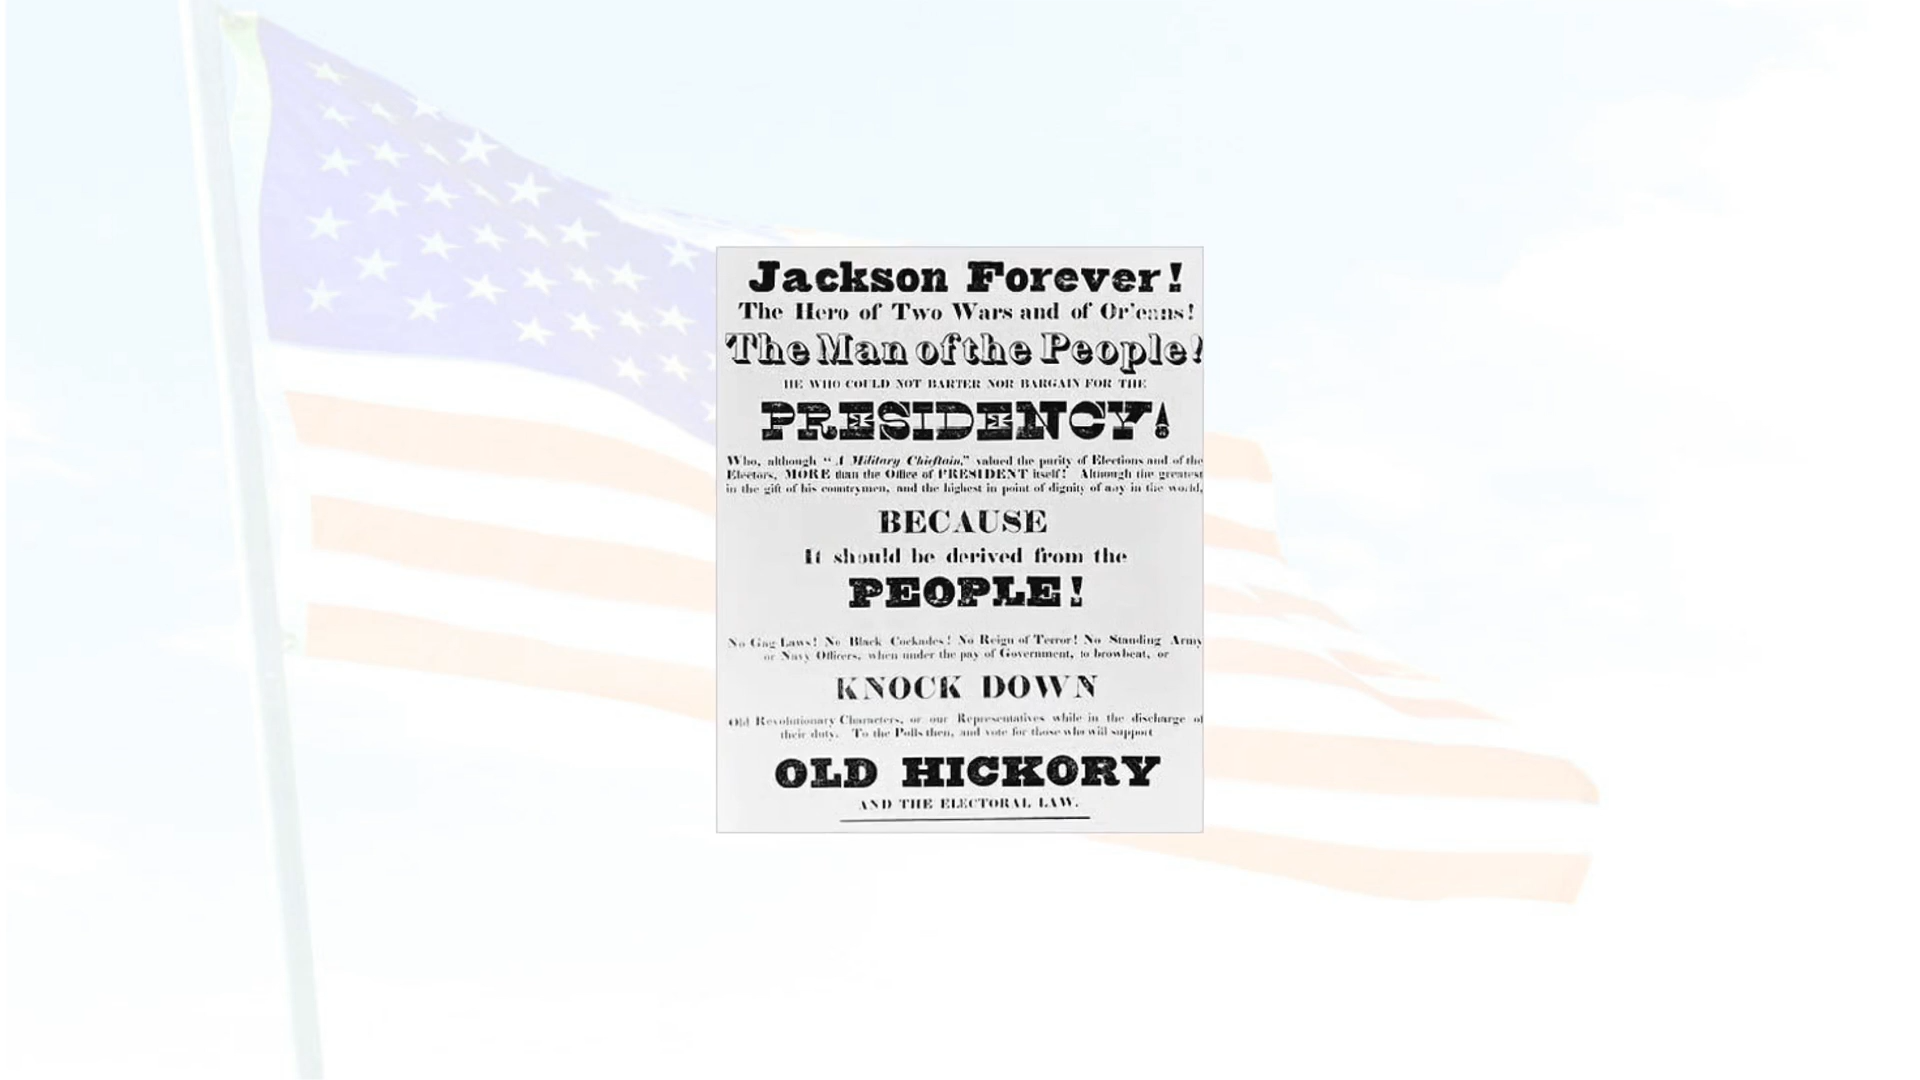 Jackson Forever!
The Hero of Two Wars and of Orleans!
The Man of the People!
HE WHO COULD NOT BARTER NOR BARGAIN FOR THE
PRESIDENCY!
Who, although "A Military Chieftain," valued the purity of Elections and of the
Electors, MORE than the Office of PRESIDENT itself! Although the greatest
in the gift of his countrymen, and the highest in point of dignity of any in the world,
BECAUSE
It should be derived from the
PEOPLE!
No Gag Laws! No Black Cockades! No Reign of Terror! No Standing Army
or Navy Officers, when under the pay of Government, to browbeat, or
KNOCK DOWN
Old Revolutionary Characters, or our Representatives while in the discharge of
their duty. To the Polls then, and vote for those who will support
OLD HICKORY
AND THE ELECTORAL LAW.